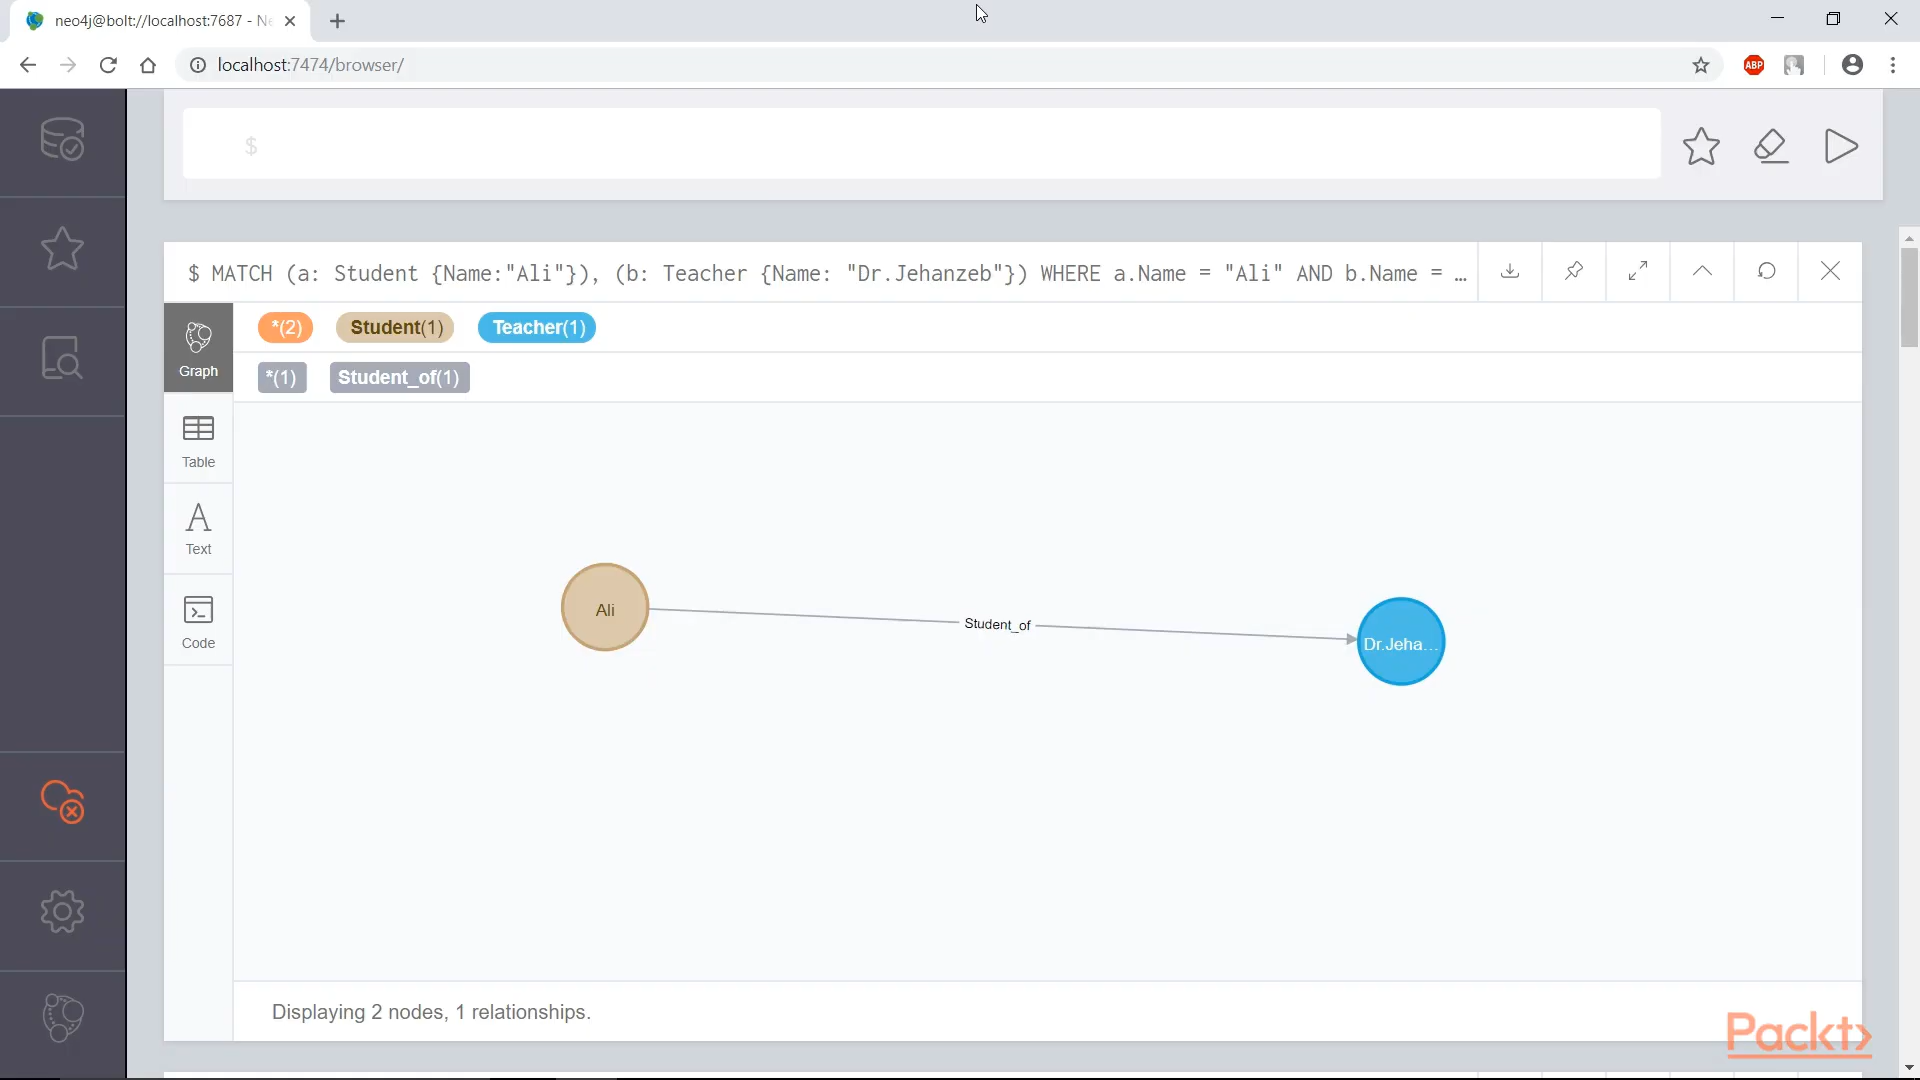 neo4j@bolt://localhost:7687 - Ne
localhost:7474/browser/
ABP
$
$ MATCH (a: Student {Name:"Ali"}), (b: Teacher {Name: "Dr.Jehanzeb"}) WHERE a.Name = "Ali" AND b.Name = …
*(2) Student(1) Teacher(1)
*(1) Student_of(1)
Graph
Table
Text
Code
Ali
Student_of
Dr.Jeha…
Displaying 2 nodes, 1 relationships.
Packt>